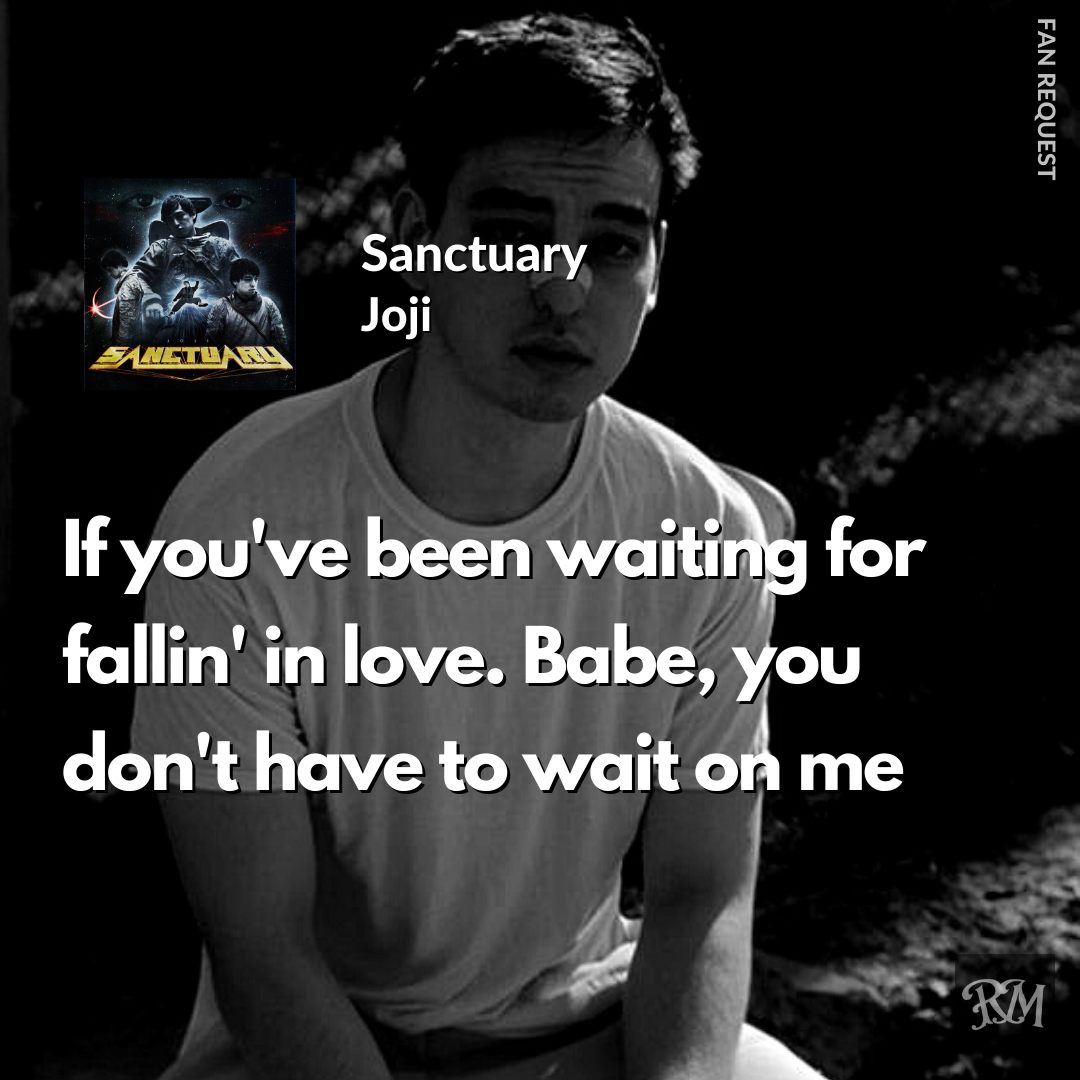 FAN REQUEST
Sanctuary
Joji
JOJI
SANCTUARY
If you've been waiting for
fallin' in love. Babe, you
don't have to wait on me
RM